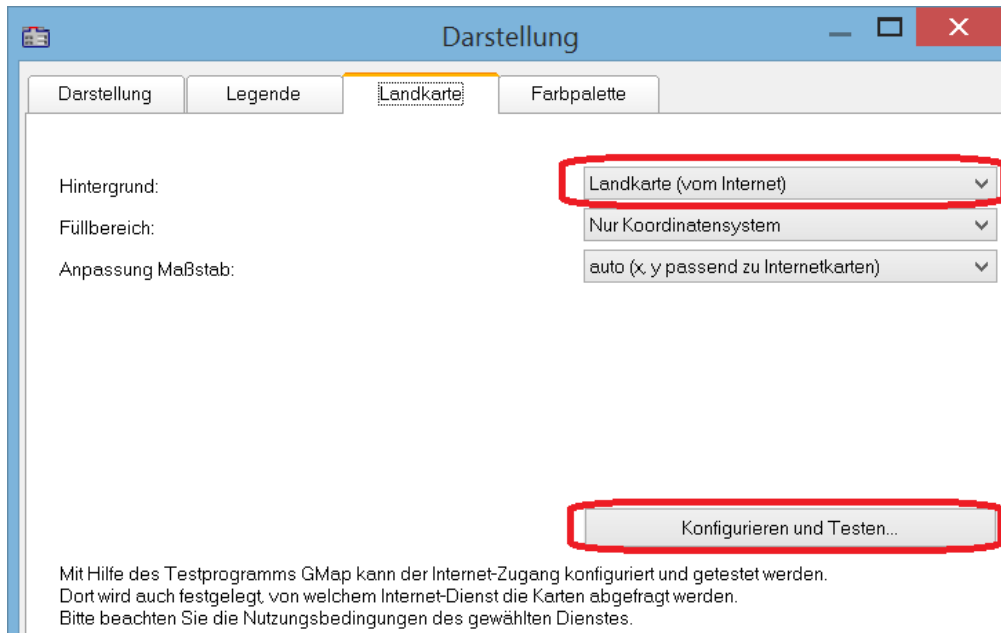 Darstellung
Darstellung Legende Landkarte Farbpalette
Hintergrund: Landkarte (vom Internet)
Füllbereich: Nur Koordinatensystem
Anpassung Maßstab: auto (x, y passend zu Internetkarten)
Konfigurieren und Testen...
Mit Hilfe des Testprogramms GMap kann der Internet-Zugang konfiguriert und getestet werden.
Dort wird auch festgelegt, von welchem Internet-Dienst die Karten abgefragt werden.
Bitte beachten Sie die Nutzungsbedingungen des gewählten Dienstes.